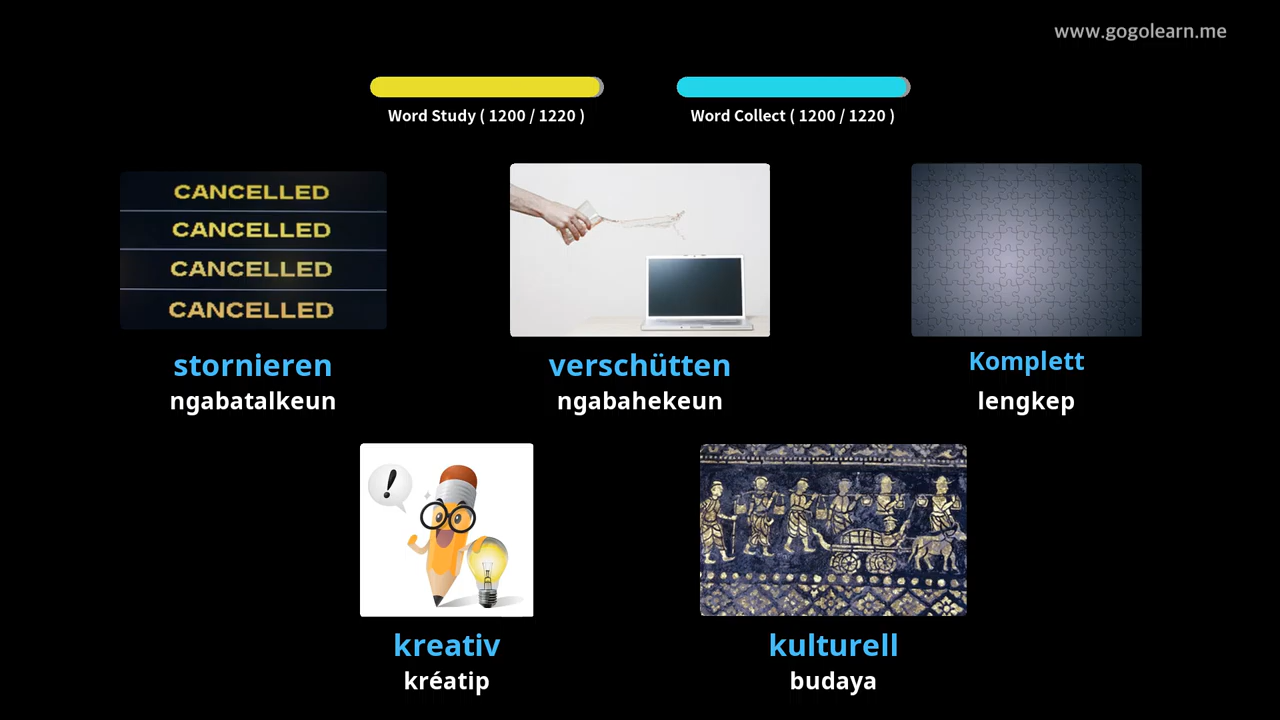 www.gogolearn.me
Word Study ( 1200 / 1220 )
Word Collect ( 1200 / 1220 )
CANCELLED
CANCELLED
CANCELLED
CANCELLED
stornieren
ngabatalkeun
verschütten
ngabahekeun
Komplett
lengkep
!
kreativ
kréatip
kulturell
budaya